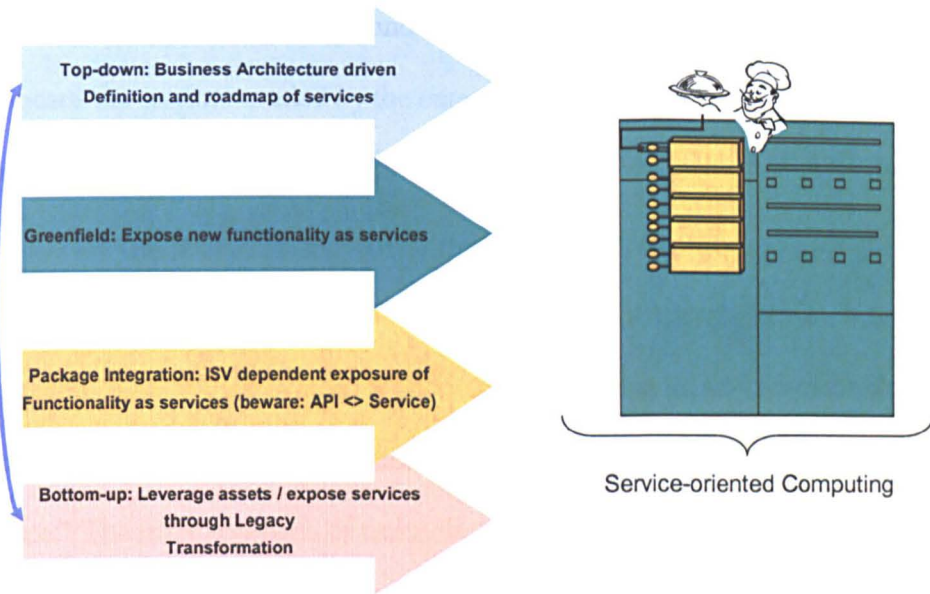 Top-down: Business Architecture driven
Definition and roadmap of services
Greenfield: Expose new functionality as services
Package Integration: ISV dependent exposure of
Functionality as services (beware: API <> Service)
Bottom-up: Leverage assets / expose services
through Legacy
Transformation
Service-oriented Computing